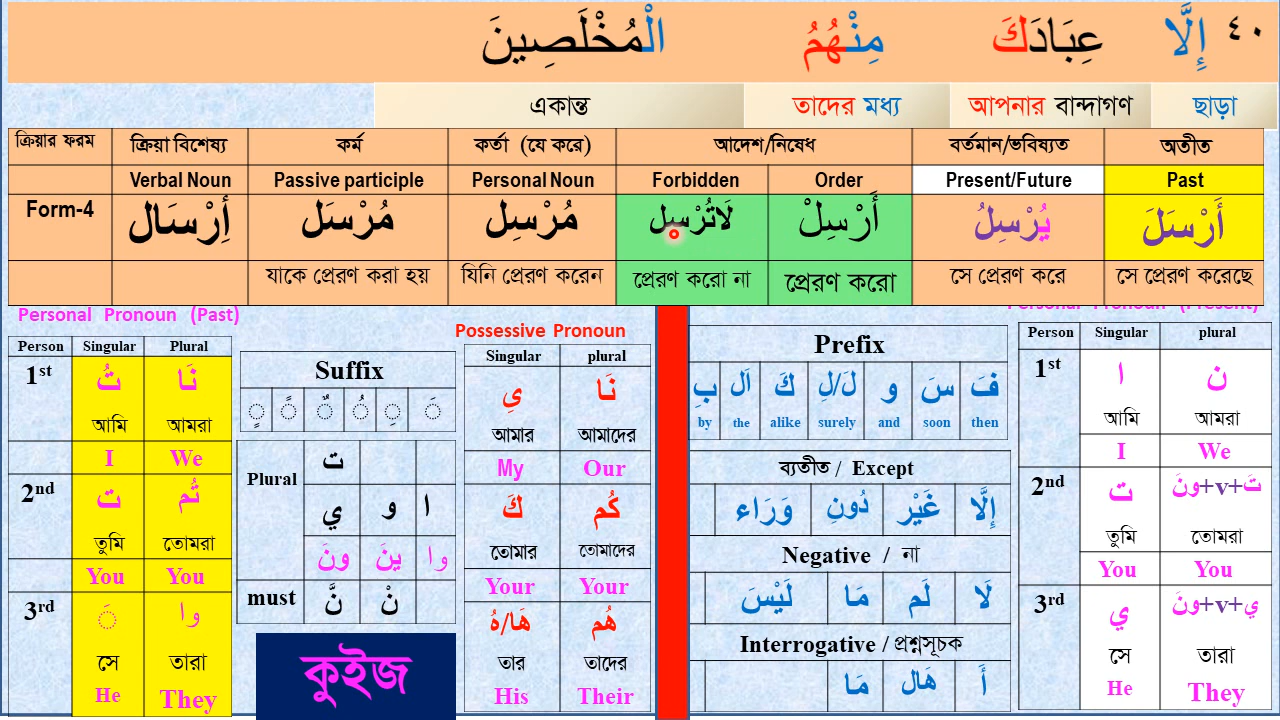 ٤٠ إِلَّا عِبَادَكَ مِنْهُمُ الْمُخْلَصِينَ
একান্ত তাদের মধ্য আপনার বান্দাগণ ছাড়া
ক্রিয়ার ফরম ক্রিয়া বিশেষ্য কর্ম কর্তা (যে করে) আদেশ/নিষেধ বর্তমান/ভবিষ্যত অতীত
Verbal Noun Passive participle Personal Noun Forbidden Order Present/Future Past
Form-4 أِرْسَال مُرْسَل مُرْسِل لَاتُرْسِل أَرْسِلْ يُرْسِلُ أَرْسَلَ
যাকে প্রেরণ করা হয় যিনি প্রেরণ করেন প্রেরণ করো না প্রেরণ করো সে প্রেরণ করে সে প্রেরণ করেছে
Personal Pronoun (Past)
Person Singular Plural
1st تُ نَا
আমি আমরা
I We
2nd ت تُم
তুমি তোমরা
You You
3rd َ وا
সে তারা
He They
Suffix
ٍ ً ٌ ُ ِ َ
Plural ت
ي و ا
ونَ ينَ وا
must نَّ نْ
কুইজ
Possessive Pronoun
Singular plural
يِ نَا
আমার আমাদের
My Our
كَ كُم
তোমার তোমাদের
Your Your
هَا/هُ هُم
তার তাদের
His Their
Prefix
بِ اَل كَ لَ/لِ و سَ فَ
by the alike surely and soon then
ব্যতীত / Except
وَرَاء دُونِ غَيْر إِلَّا
Negative / না
لَيْسَ مَا لَم لَا
Interrogative / প্রশ্নসূচক
مَا هَال أَ
Personal Pronoun (Present)
Person Singular plural
1st ا ن
আমি আমরা
I We
2nd ت تَ+v+ونَ
তুমি তোমরা
You You
3rd ي ي+v+ونَ
সে তারা
He They